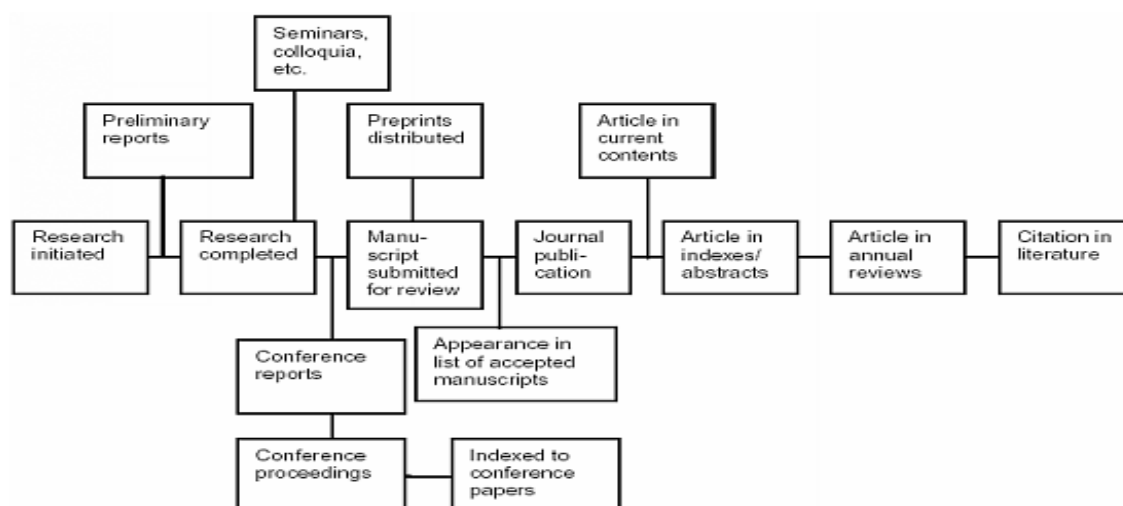 Seminars,
colloquia,
etc.
Preliminary
reports
Preprints
distributed
Article in
current
contents
Research
initiated
Research
completed
Manu-
script
submitted
for review
Journal
publi-
cation
Article in
indexes/
abstracts
Article in
annual
reviews
Citation in
literature
Conference
reports
Appearance in
list of accepted
manuscripts
Conference
proceedings
Indexed to
conference
papers